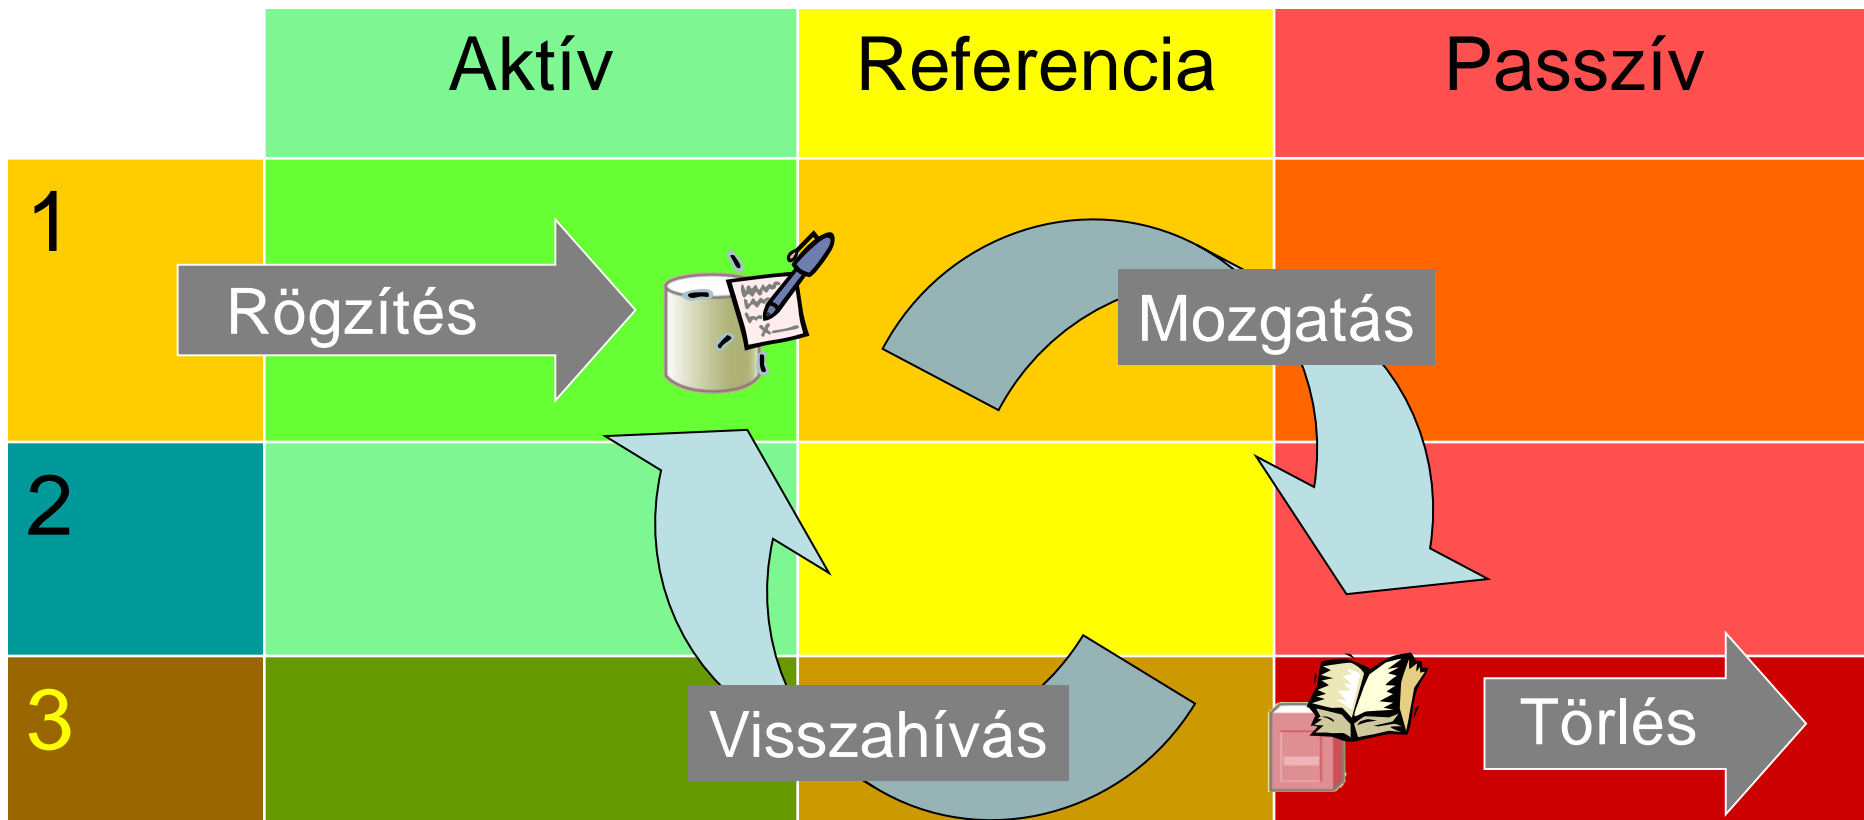 Aktív
Referencia
Passzív
1
Rögzítés
Mozgatás
2
3
Visszahívás
Törlés